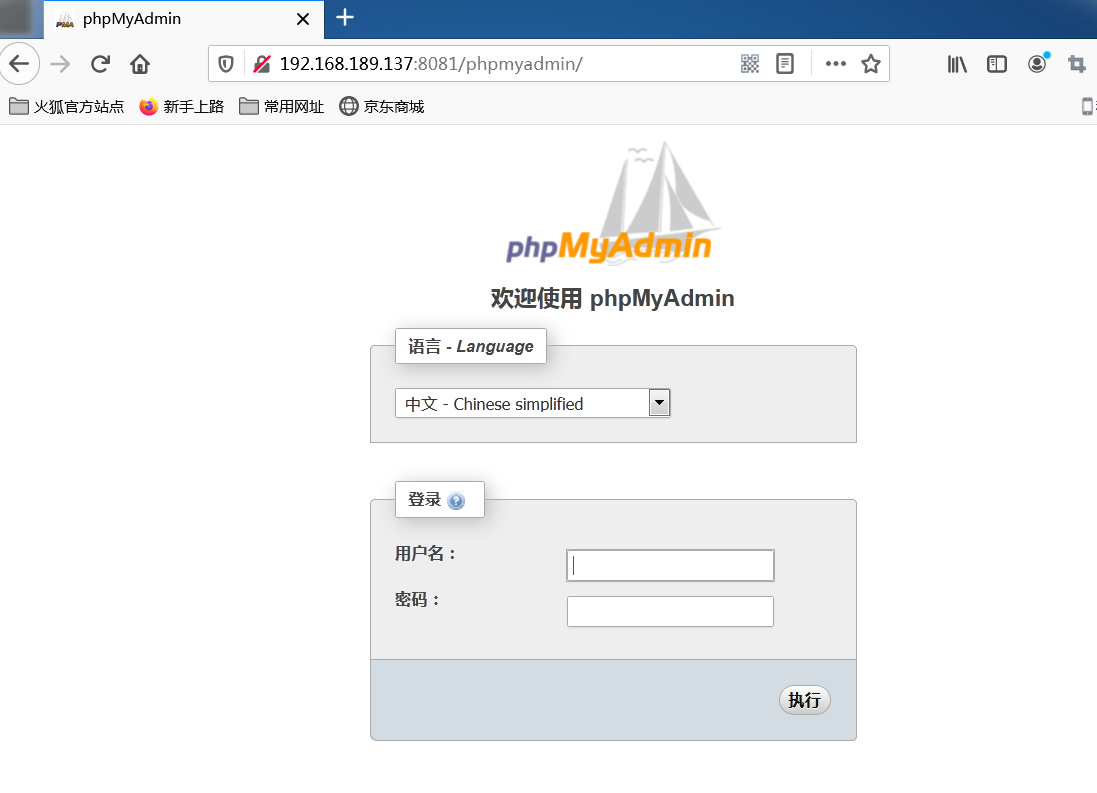 phpMyAdmin
192.168.189.137:8081/phpmyadmin/
火狐官方站点 新手上路 常用网址 京东商城
phpMyAdmin
欢迎使用 phpMyAdmin
语言 - Language
中文 - Chinese simplified
登录
用户名：
密码：
执行